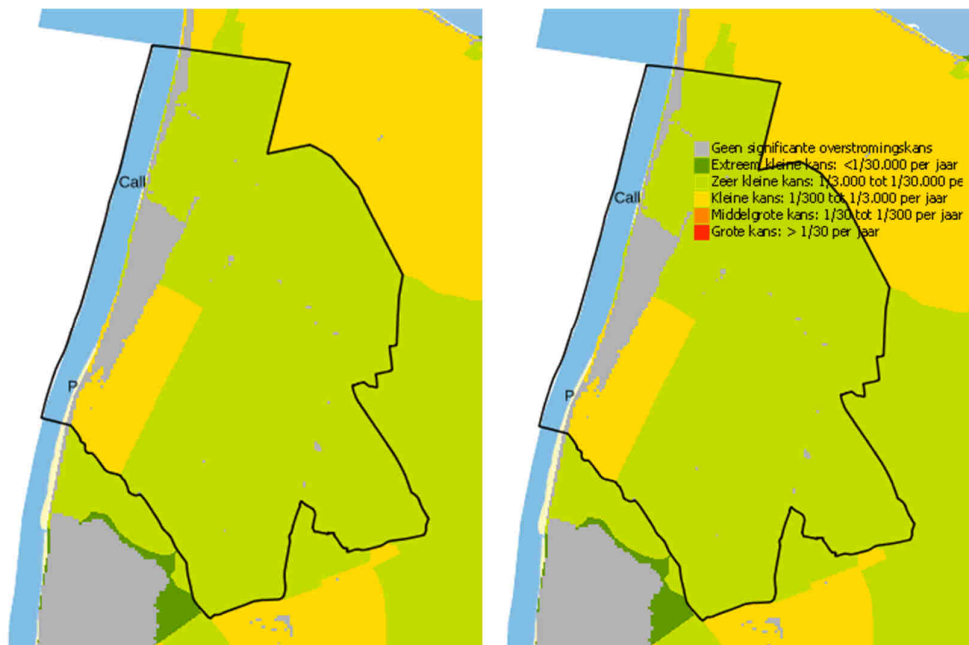 Call
P
Geen significante overstromingskans
Extreem kleine kans: <1/30.000 per jaar
Zeer kleine kans: 1/3.000 tot 1/30.000 pe
Kleine kans: 1/300 tot 1/3.000 per jaar
Call
Middelgrote kans: 1/30 tot 1/300 per jaar
Grote kans: > 1/30 per jaar
P